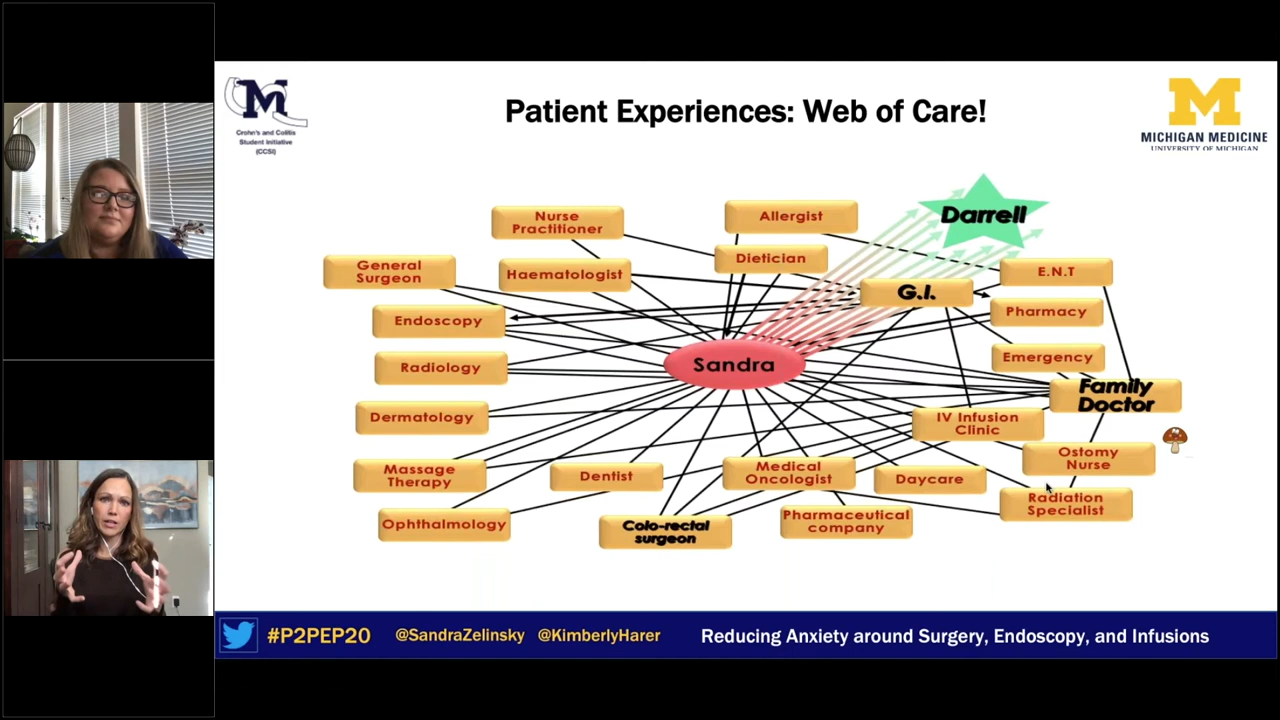 M
Crohn's and Colitis
Student Initiative
(CCSI)
Patient Experiences: Web of Care!
M
MICHIGAN MEDICINE
UNIVERSITY OF MICHIGAN
Darrell
Nurse
Practitioner
Allergist
General
Surgeon
Haematologist
Dietician
E.N.T
G.I.
Pharmacy
Endoscopy
Sandra
Emergency
Radiology
Family
Doctor
Dermatology
IV Infusion
Clinic
Massage
Therapy
Dentist
Medical
Oncologist
Daycare
Ostomy
Nurse
Radiation
Specialist
Ophthalmology
Colo-rectal
surgeon
Pharmaceutical
company
#P2PEP20 @SandraZelinsky @KimberlyHarer Reducing Anxiety around Surgery, Endoscopy, and Infusions